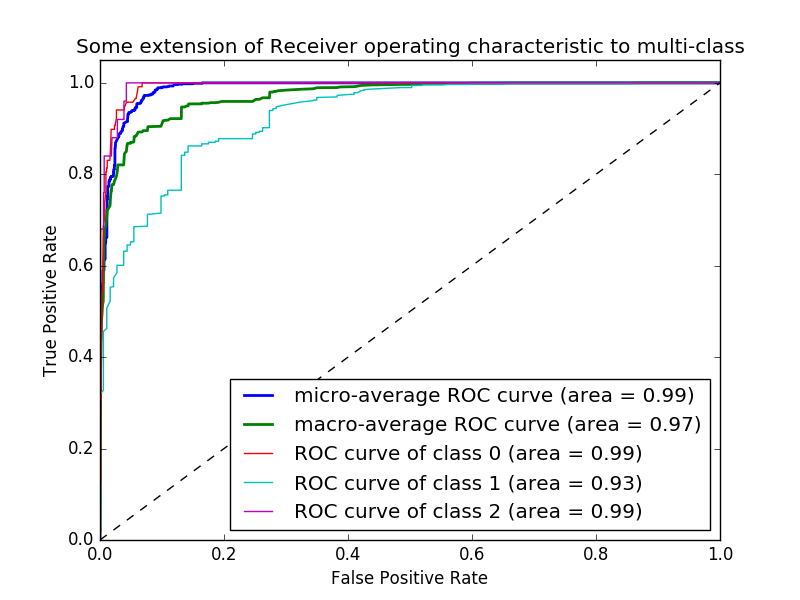 Some extension of Receiver operating characteristic to multi-class
1.0
0.8
0.6
0.4
0.2
0.0
True Positive Rate
micro-average ROC curve (area = 0.99)
macro-average ROC curve (area = 0.97)
ROC curve of class 0 (area = 0.99)
ROC curve of class 1 (area = 0.93)
ROC curve of class 2 (area = 0.99)
0.0 0.2 0.4 0.6 0.8 1.0
False Positive Rate